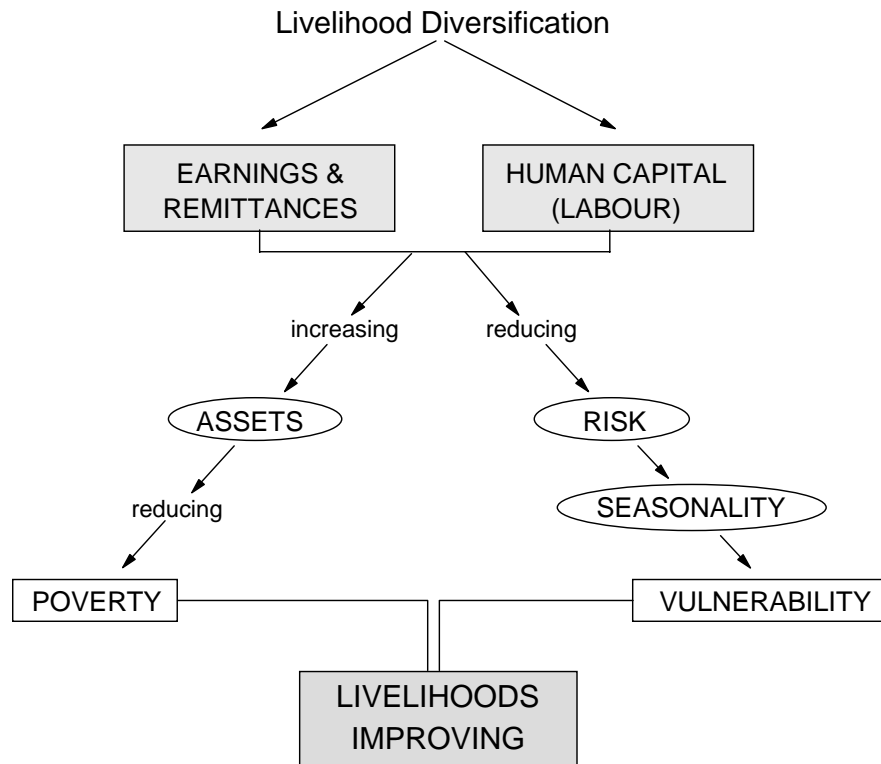 Livelihood Diversification
EARNINGS &
REMITTANCES
HUMAN CAPITAL
(LABOUR)
increasing
reducing
ASSETS
RISK
reducing
SEASONALITY
POVERTY
VULNERABILITY
LIVELIHOODS
IMPROVING